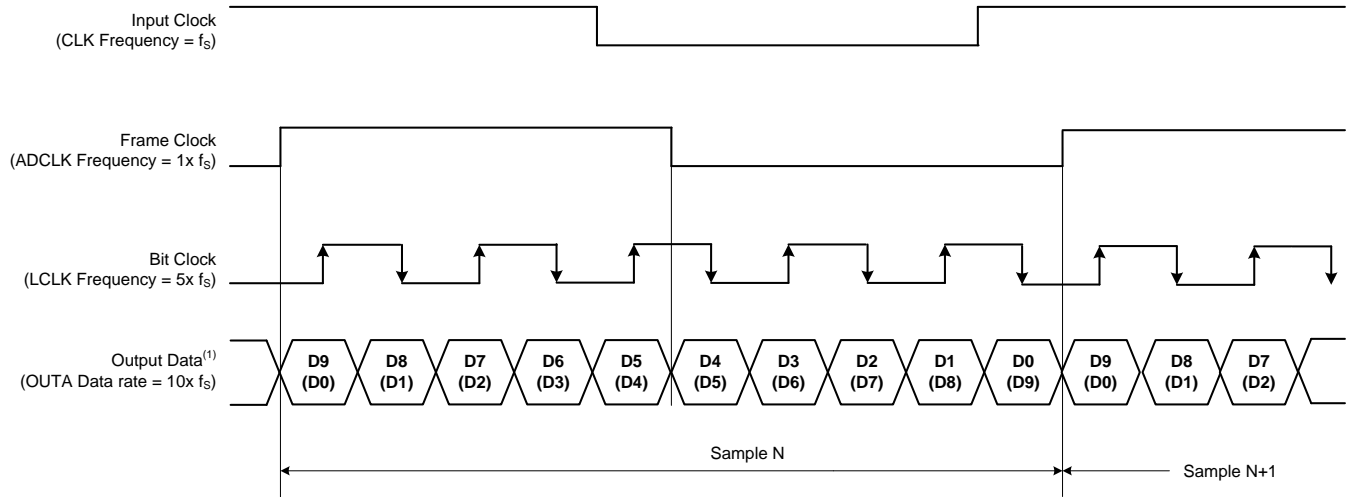 Input Clock
(CLK Frequency = fS)
Frame Clock
(ADCLK Frequency = 1x fS)
Bit Clock
(LCLK Frequency = 5x fS)
Output Data(1)
(OUTA Data rate = 10x fS)
D9 D8 D7 D6 D5 D4 D3 D2 D1 D0 D9 D8 D7
(D0) (D1) (D2) (D3) (D4) (D5) (D6) (D7) (D8) (D9) (D0) (D1) (D2)
Sample N
Sample N+1